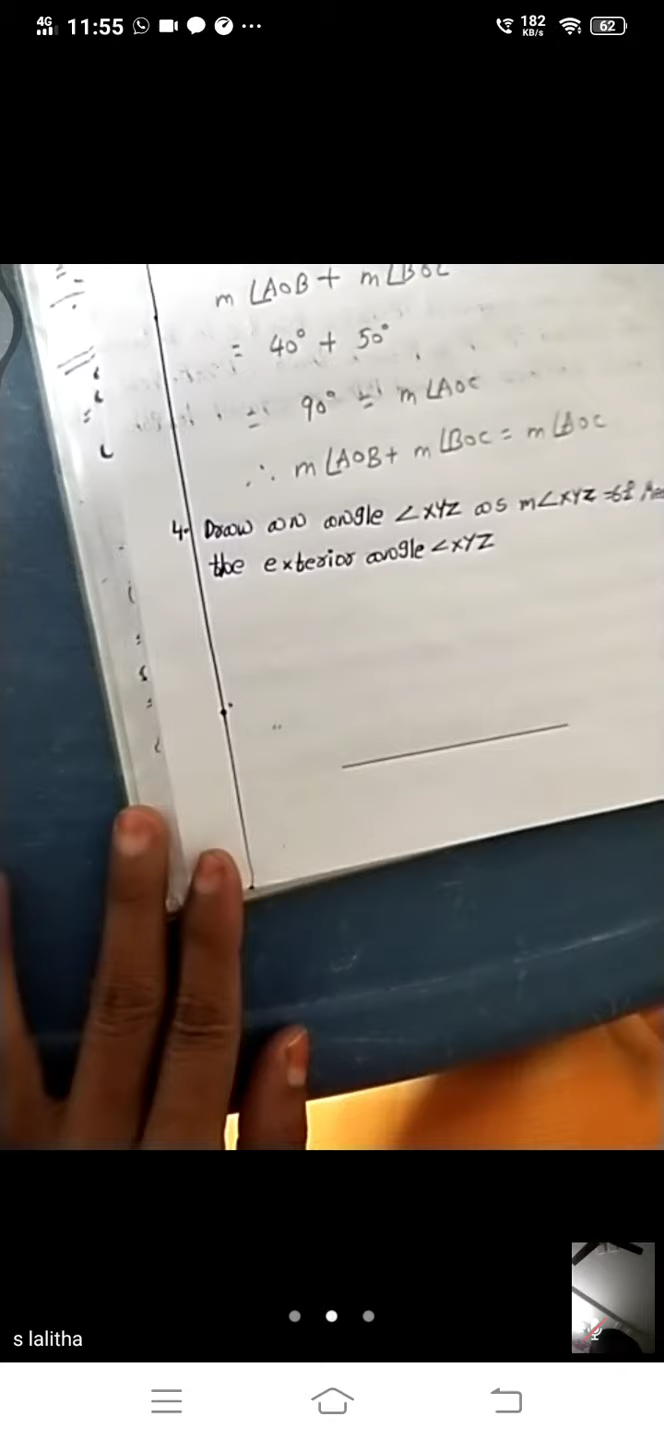 4G 11:55 182 KB/s 62
m ∠AOB + m ∠BOC
= 40° + 50°
= 90° = m ∠AOC
∴ m ∠AOB + m ∠BOC = m ∠AOC
4. Draw an angle ∠XYZ as m∠XYZ =62
the exterior angle ∠XYZ
s lalitha